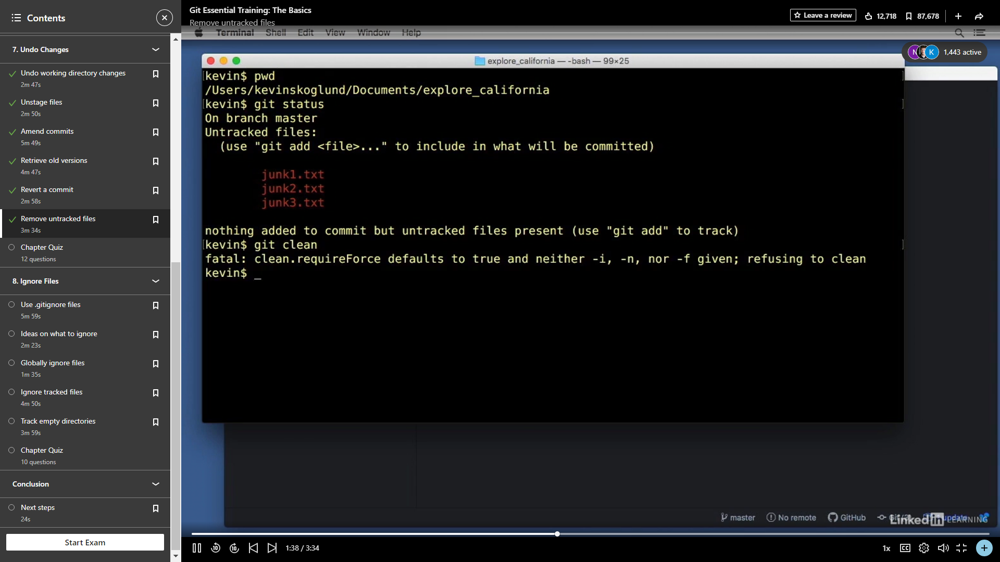 Contents
7. Undo Changes
Undo working directory changes
2m 47s
Unstage files
2m 50s
Amend commits
5m 49s
Retrieve old versions
4m 47s
Revert a commit
2m 58s
Remove untracked files
3m 34s
Chapter Quiz
12 questions
8. Ignore Files
Use .gitignore files
5m 59s
Ideas on what to ignore
2m 23s
Globally ignore files
1m 35s
Ignore tracked files
4m 50s
Track empty directories
3m 59s
Chapter Quiz
10 questions
Conclusion
Next steps
24s
Start Exam
Git Essential Training: The Basics
Remove untracked files
Leave a review 12,718 87,678
Terminal Shell Edit View Window Help
N K 1,443 active
explore_california — -bash — 99×25
kevin$ pwd
/Users/kevinskoglund/Documents/explore_california
kevin$ git status
On branch master
Untracked files:
(use "git add <file>..." to include in what will be committed)
junk1.txt
junk2.txt
junk3.txt
nothing added to commit but untracked files present (use "git add" to track)
kevin$ git clean
fatal: clean.requireForce defaults to true and neither -i, -n, nor -f given; refusing to clean
kevin$ _
master No remote GitHub
LinkedIn LEARNING
10 10 1:38 / 3:34 1x CC